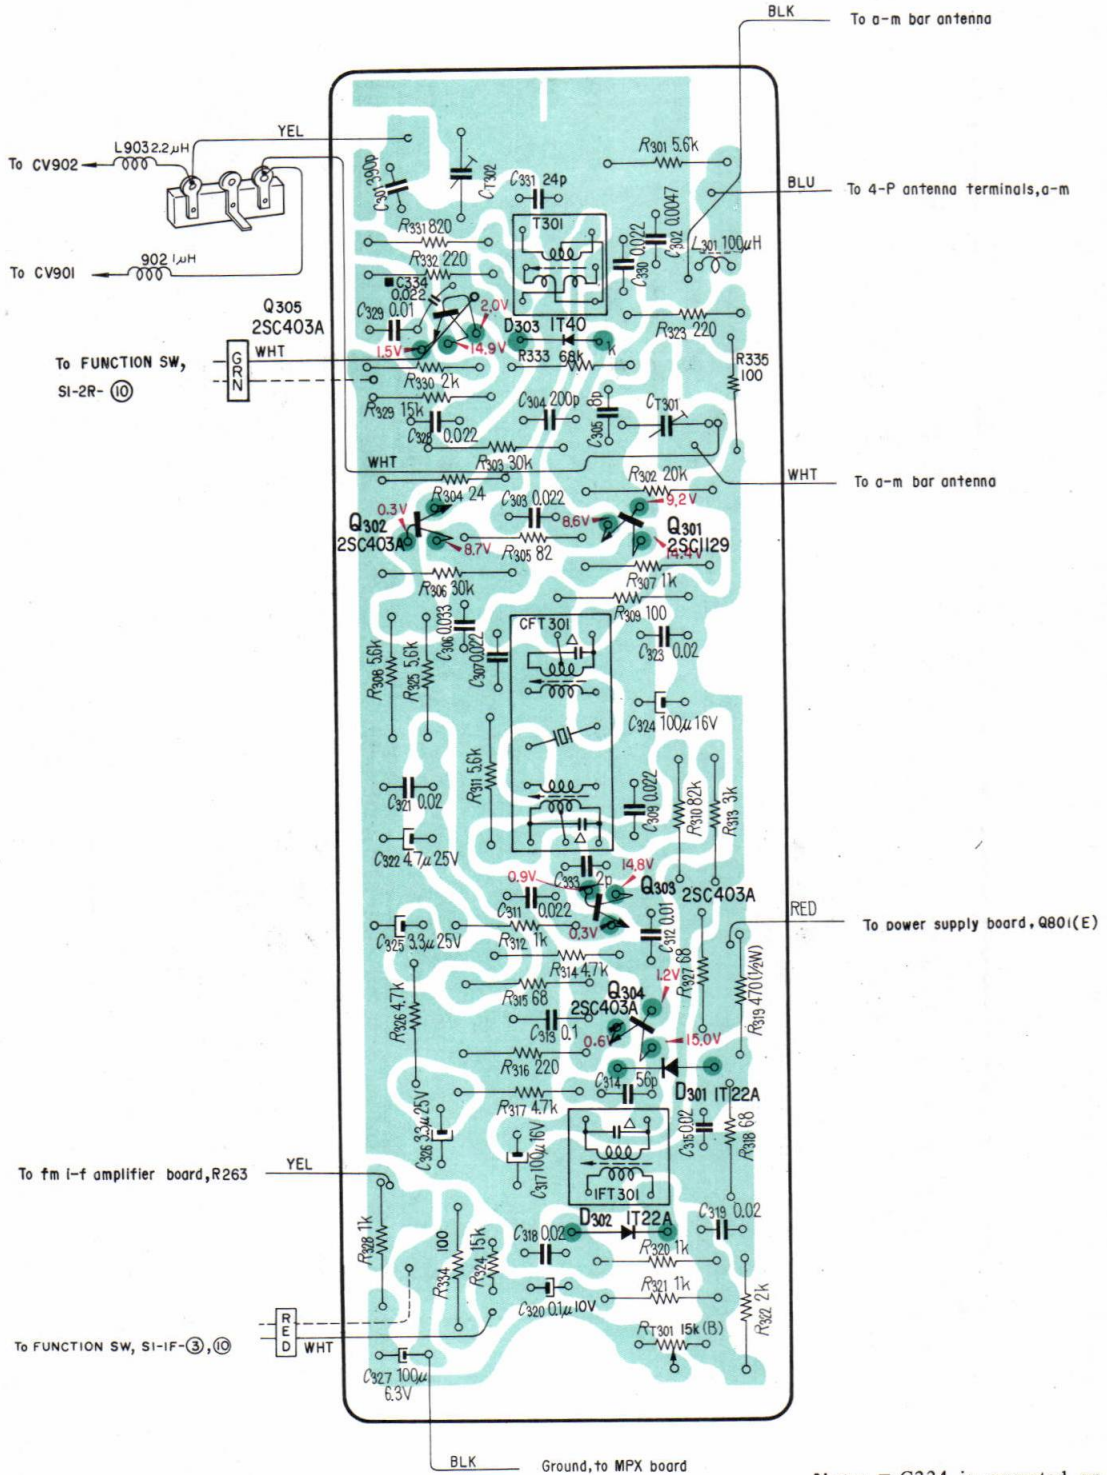 BLK
To a-m bar antenna
YEL
L903 2.2μH
To CV902
R301 5.6k
C301 390p
CT302
C331 24p
BLU
To 4-P antenna terminals, a-m
T301
C302 0.0047
C330 0.022
L301 100μH
R331 820
R332 220
To CV901
902 1μH
■ C334
0.022
C329 0.01
Q305
2SC403A
2.0V
D303 IT40
R323 220
1.5V
14.9V
k
R333 68k
To FUNCTION SW,
S1-2R-⑩
GRN
WHT
R335
100
R330 2k
R329 15k
C304 200p
C305 8p
CT301
C328 0.022
R303 30k
WHT
R302 20k
WHT
To a-m bar antenna
R304 24
C303 0.022
9.2V
0.3V
Q302
2SC403A
8.6V
Q301
2SC1129
8.7V
R305 82
14.4V
R306 30k
R307 1k
R309 100
C306 0.033
CFT301
C307 0.022
C323 0.02
R308 5.6k
R325 5.6k
C324 100μ 16V
R311 5.6k
C321 0.02
C309 0.022
R310 82k
R313 3k
C322 4.7μ 25V
C333 2p
0.9V
14.8V
Q303
2SC403A
C311 0.022
RED
To power supply board, Q801(E)
C325 3.3μ 25V
R312 1k
0.3V
C312 0.01
R314 4.7k
R327 68
R319 470(1/2W)
1.2V
R315 68
Q304
2SC403A
R326 4.7k
C313 0.1
0.6V
15.0V
R316 220
C314 56p
D301 IT22A
R317 4.7k
C326 3.3μ 25V
C317 100μ 16V
C315 0.02
R318 68
IFT301
To fm i-f amplifier board, R263
YEL
D302 IT22A
C319 0.02
R328 11k
R334 100
R324 15k
C318 0.02
R320 1k
C320 0.1μ 10V
R321 1k
R322 2k
RED
To FUNCTION SW, S1-1F-③,⑩
WHT
RT301 15k(B)
C327 100μ
6.3V
BLK
Ground, to MPX board